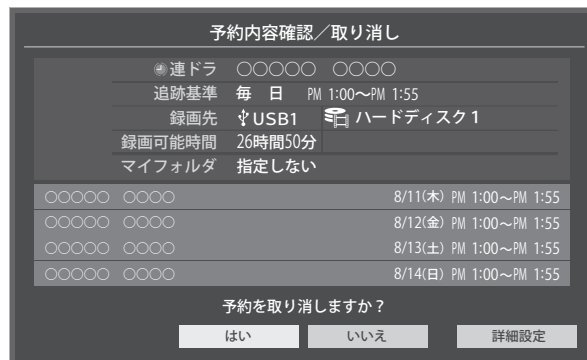 予約内容確認／取り消し
連ドラ ○○○○○ ○○○○
追跡基準 毎 日 PM 1:00～PM 1:55
録画先 USB1 ハードディスク1
録画可能時間 26時間50分
マイフォルダ 指定しない
○○○○○ ○○○○ 8/11(木) PM 1:00～PM 1:55
○○○○○ ○○○○ 8/12(金) PM 1:00～PM 1:55
○○○○○ ○○○○ 8/13(土) PM 1:00～PM 1:55
○○○○○ ○○○○ 8/14(日) PM 1:00～PM 1:55
予約を取り消しますか？
はい いいえ 詳細設定